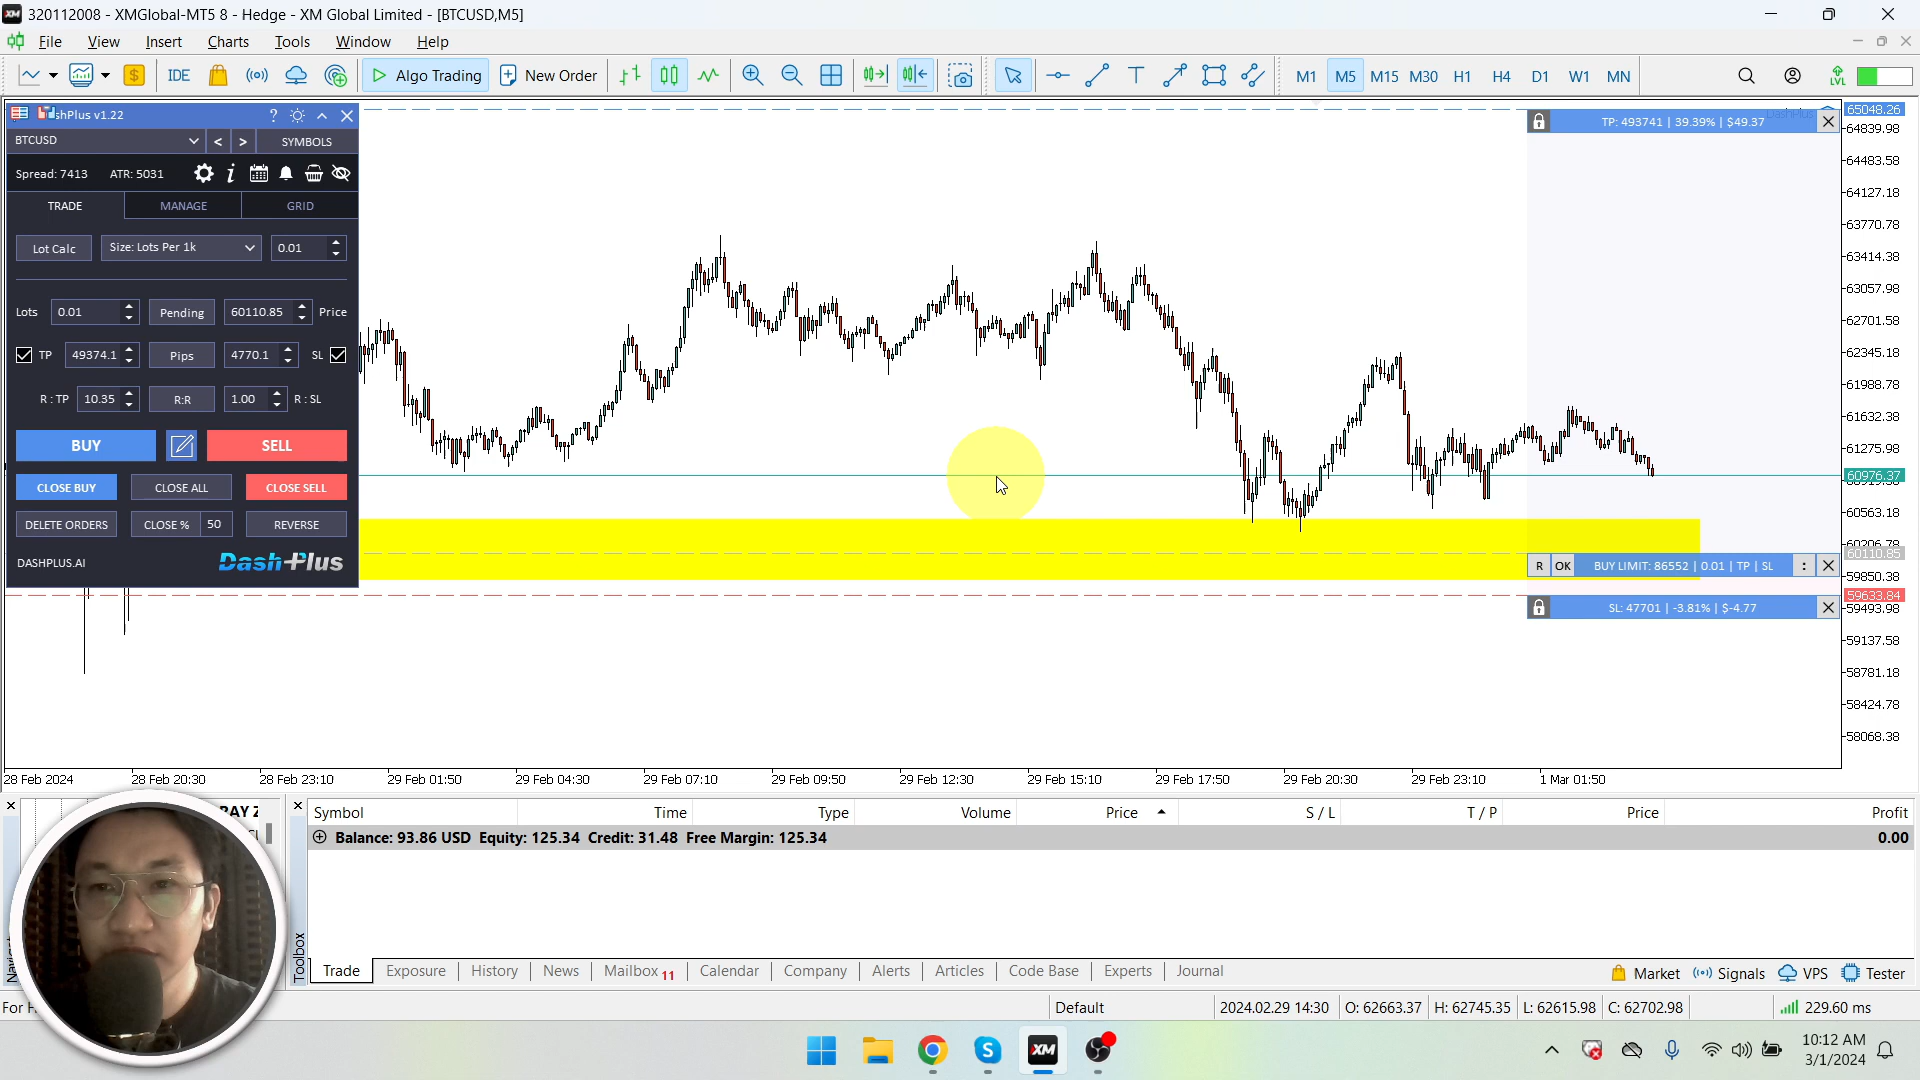 320112008 - XMGlobal-MT5 8 - Hedge - XM Global Limited - [BTCUSD,M5]
File View Insert Charts Tools Window Help
IDE Algo Trading New Order M1 M5 M15 M30 H1 H4 D1 W1 MN LVL
shPlus v1.22 ?
BTCUSD < > SYMBOLS
Spread: 7413 ATR: 5031
TRADE MANAGE GRID
Lot Calc Size: Lots Per 1k 0.01
Lots 0.01 Pending 60110.85 Price
TP 49374.1 Pips 4770.1 SL
R : TP 10.35 R:R 1.00 R : SL
BUY SELL
CLOSE BUY CLOSE ALL CLOSE SELL
DELETE ORDERS CLOSE % 50 REVERSE
DASHPLUS.AI Dash+Plus
DashPlus
TP: 493741 | 39.39% | $49.37
R OK BUY LIMIT: 86552 | 0.01 | TP | SL :
SL: 47701 | -3.81% | $-4.77
65048.26
64839.98
64483.58
64127.18
63770.78
63414.38
63057.98
62701.58
62345.18
61988.78
61632.38
61275.98
60976.37
60563.18
60206.78
60110.85
59850.38
59633.84
59493.98
59137.58
58781.18
58424.78
58068.38
28 Feb 2024 28 Feb 20:30 28 Feb 23:10 29 Feb 01:50 29 Feb 04:30 29 Feb 07:10 29 Feb 09:50 29 Feb 12:30 29 Feb 15:10 29 Feb 17:50 29 Feb 20:30 29 Feb 23:10 1 Mar 01:50
Symbol Time Type Volume Price S / L T / P Price Profit
Balance: 93.86 USD Equity: 125.34 Credit: 31.48 Free Margin: 125.34 0.00
Toolbox
Trade Exposure History News Mailbox 11 Calendar Company Alerts Articles Code Base Experts Journal Market Signals VPS Tester
Default 2024.02.29 14:30 O: 62663.37 H: 62745.35 L: 62615.98 C: 62702.98 229.60 ms
XM
10:12 AM
3/1/2024